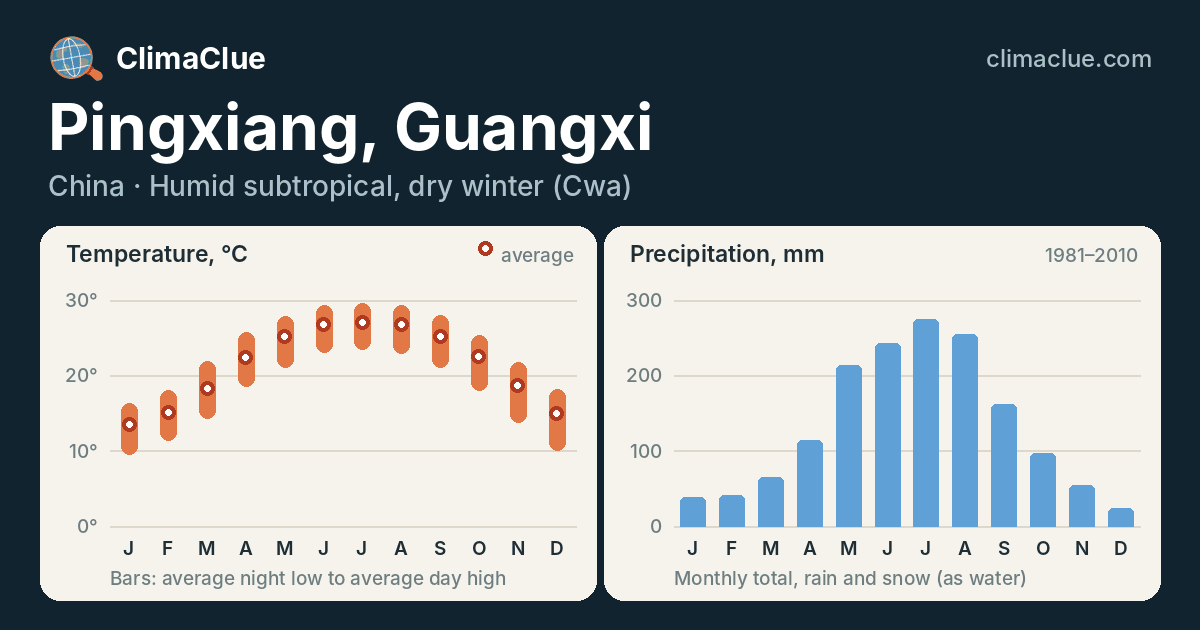 ClimaClue
climaclue.com
Pingxiang, Guangxi
China · Humid subtropical, dry winter (Cwa)
Temperature, °C
average
30°
20°
10°
0°
J F M A M J J A S O N D
Bars: average night low to average day high
Precipitation, mm
1981–2010
300
200
100
0
J F M A M J J A S O N D
Monthly total, rain and snow (as water)